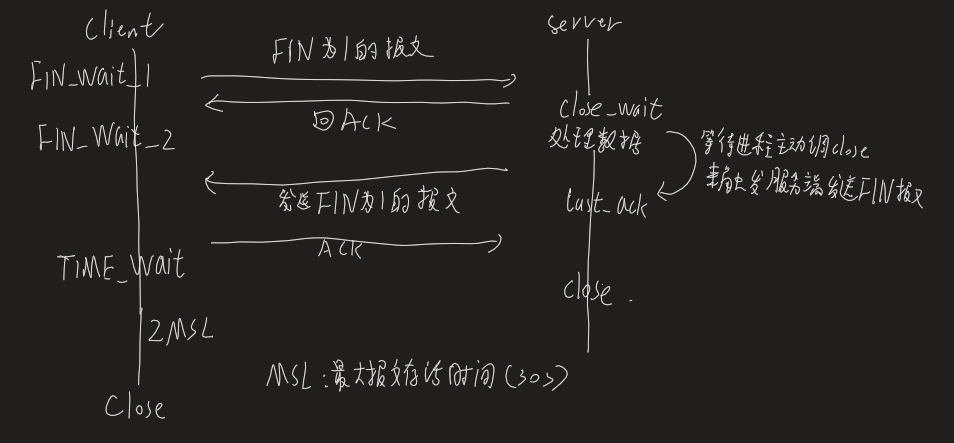 Client
server
FIN为1的报文
FIN_wait_1
close_wait
回ACK
FIN_Wait_2
处理数据
等待进程主动调close
来触发服务端发送FIN报文
发送FIN为1的报文
last_ack
ACK
TIME_Wait
close.
2MSL
MSL:最大报文存活时间(30s)
Close